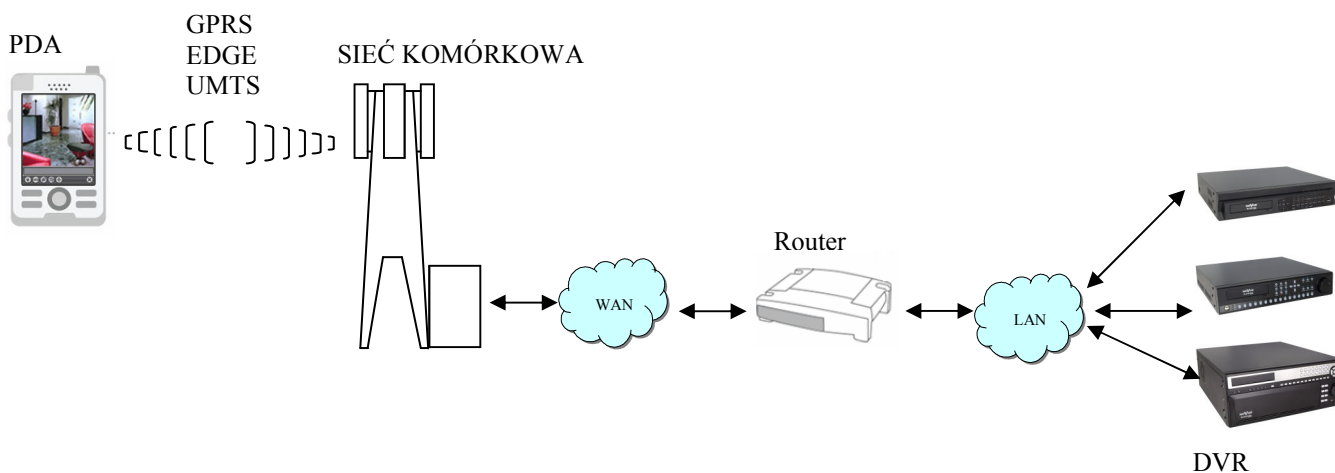 PDA
GPRS
EDGE
UMTS
SIEĆ KOMÓRKOWA
WAN
Router
LAN
DVR